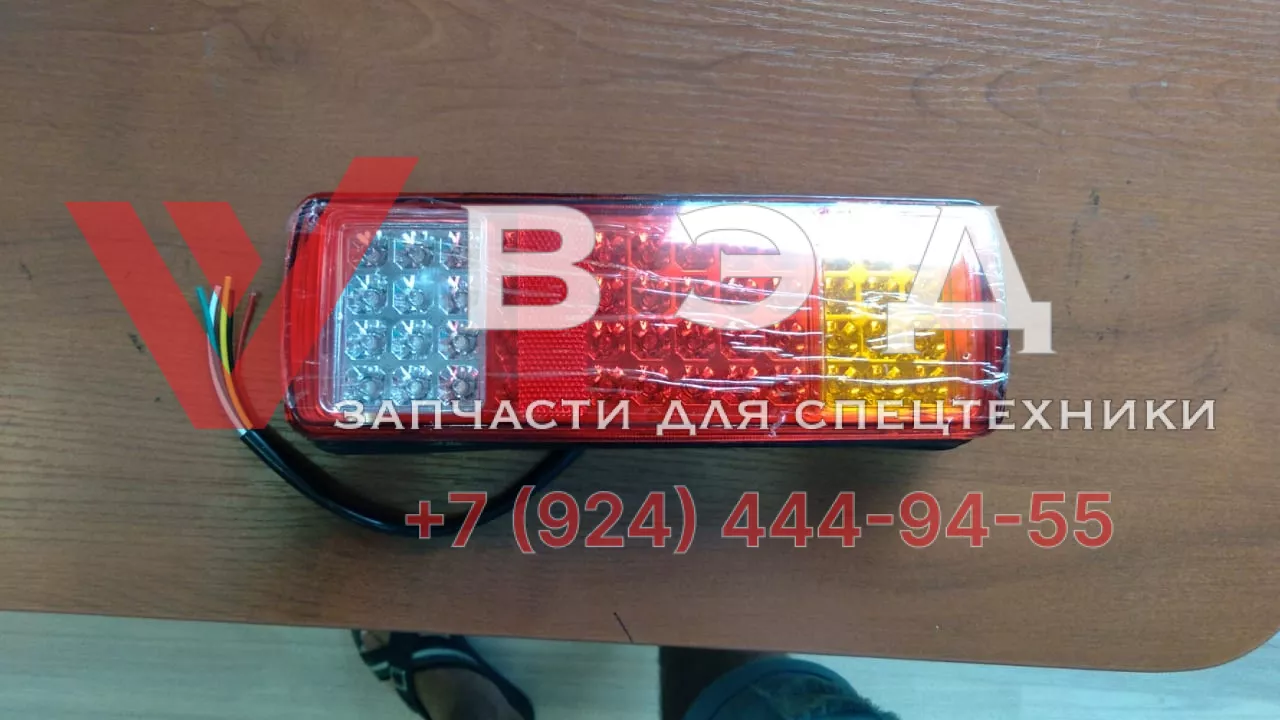 ВЭД
ЗАПЧАСТИ ДЛЯ СПЕЦТЕХНИКИ
+7 (924) 444-94-55